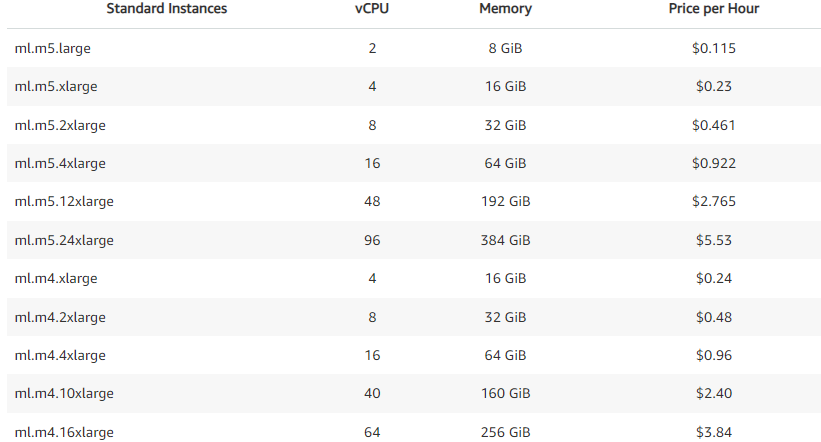 Standard Instances vCPU Memory Price per Hour
ml.m5.large 2 8 GiB $0.115
ml.m5.xlarge 4 16 GiB $0.23
ml.m5.2xlarge 8 32 GiB $0.461
ml.m5.4xlarge 16 64 GiB $0.922
ml.m5.12xlarge 48 192 GiB $2.765
ml.m5.24xlarge 96 384 GiB $5.53
ml.m4.xlarge 4 16 GiB $0.24
ml.m4.2xlarge 8 32 GiB $0.48
ml.m4.4xlarge 16 64 GiB $0.96
ml.m4.10xlarge 40 160 GiB $2.40
ml.m4.16xlarge 64 256 GiB $3.84